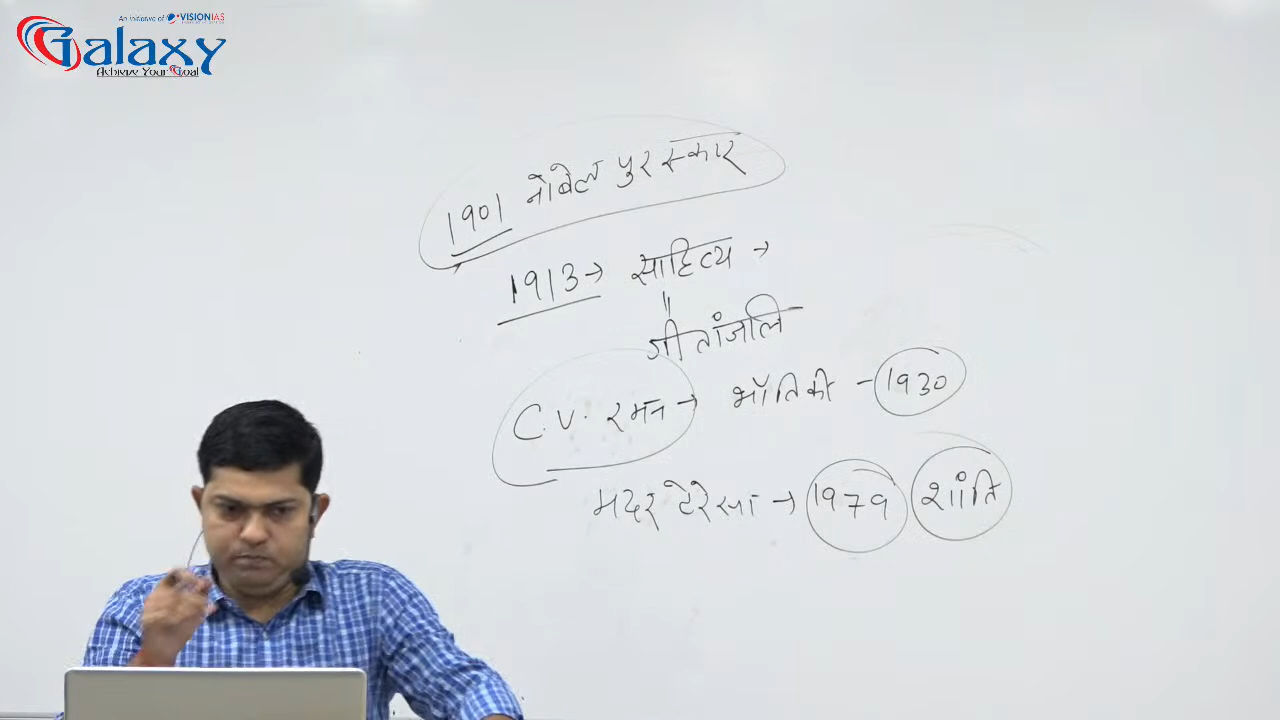 An initiative of VISIONIAS
Galaxy
Achieve Your Goal
1901 नोबेल पुरस्कार
1913→ साहित्य →
॥
गीतांजलि
C.V. रमन → भौतिकी - 1930
मदर टेरेसा → 1979 शांति